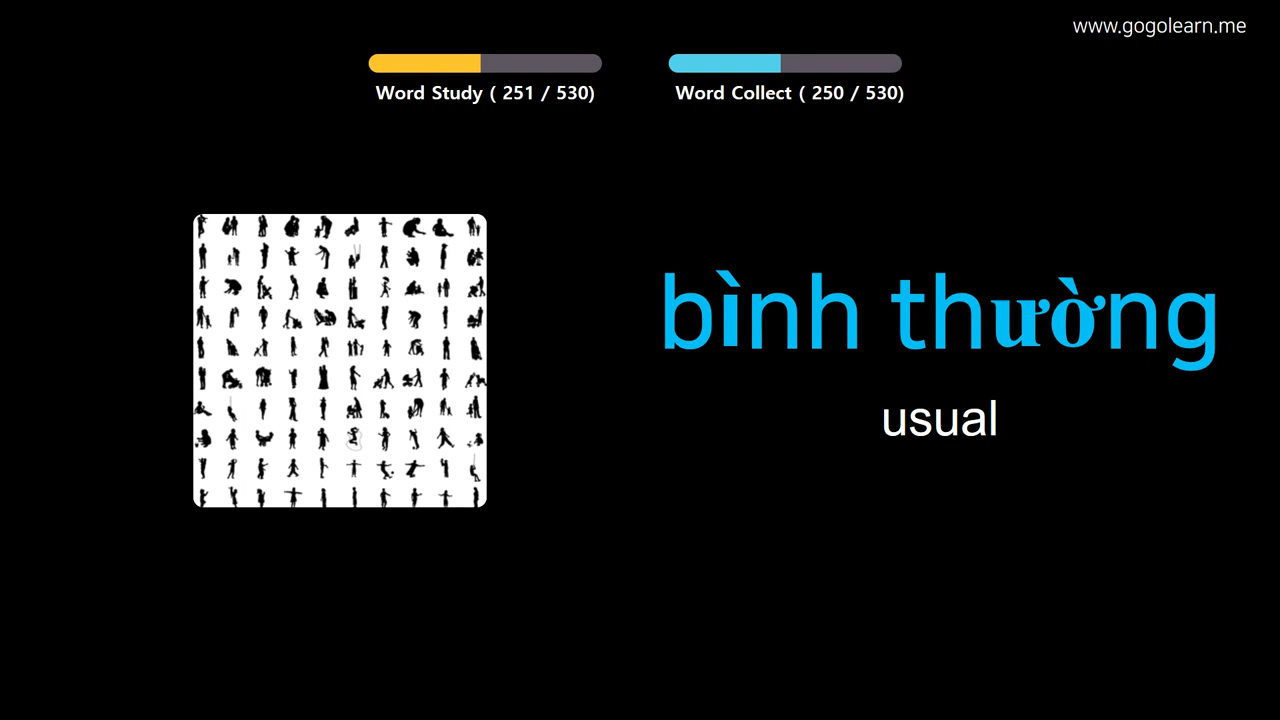 www.gogolearn.me
Word Study ( 251 / 530)
Word Collect ( 250 / 530)
bình thường
usual